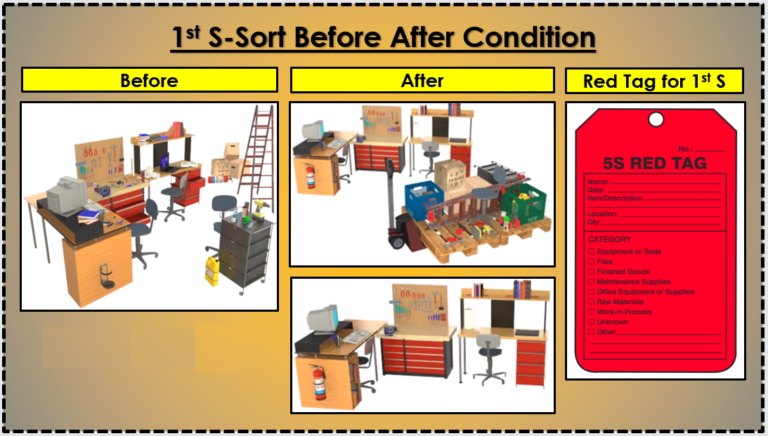 1st S-Sort Before After Condition
Before
After
Red Tag for 1st S
No.:
5S RED TAG
Name:
Date:
Item/Description:
Location:
Qty:
CATEGORY
Equipment or Tools
Files
Finished Goods
Maintenance Supplies
Office Equipment or Supplies
Raw Materials
Work-in-Process
Unknown
Other